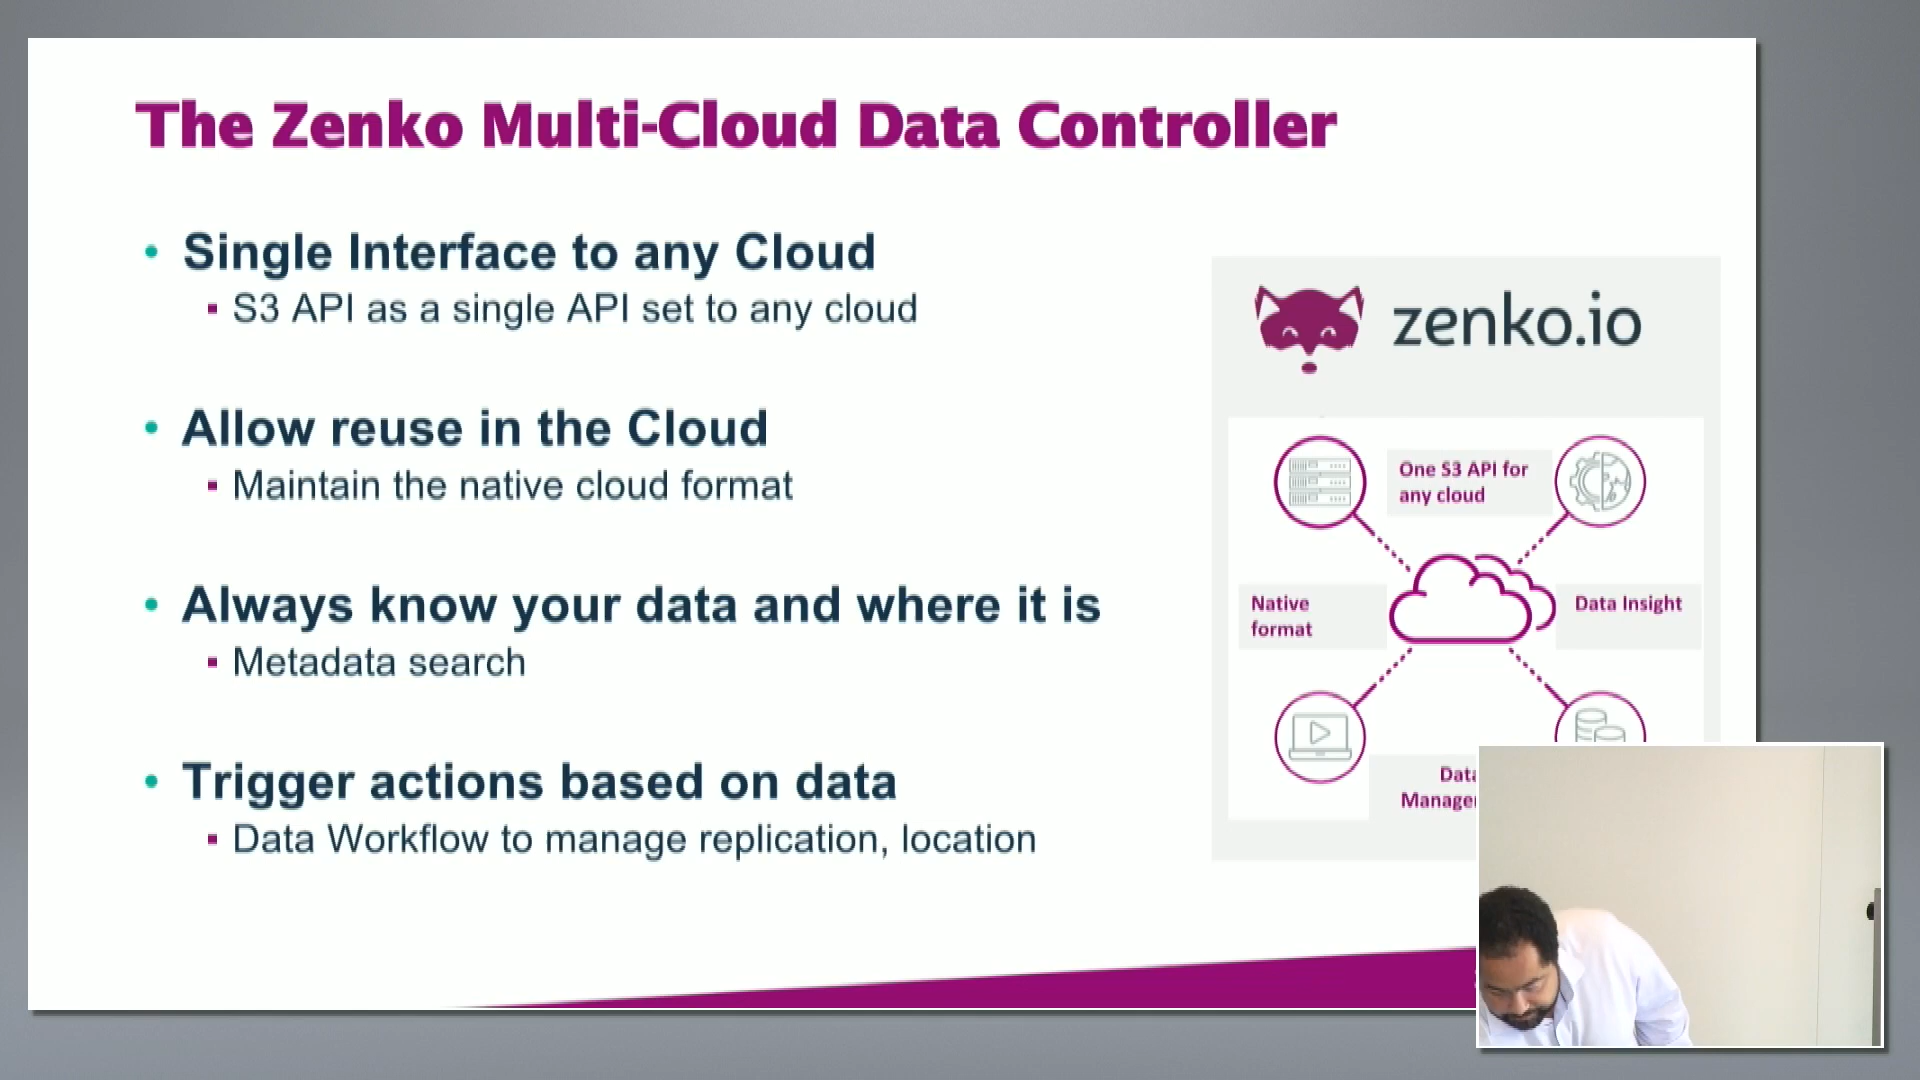 The Zenko Multi-Cloud Data Controller
• Single Interface to any Cloud
▪ S3 API as a single API set to any cloud
• Allow reuse in the Cloud
▪ Maintain the native cloud format
• Always know your data and where it is
▪ Metadata search
• Trigger actions based on data
▪ Data Workflow to manage replication, location
zenko.io
One S3 API for
any cloud
Native
format
Data Insight
Data